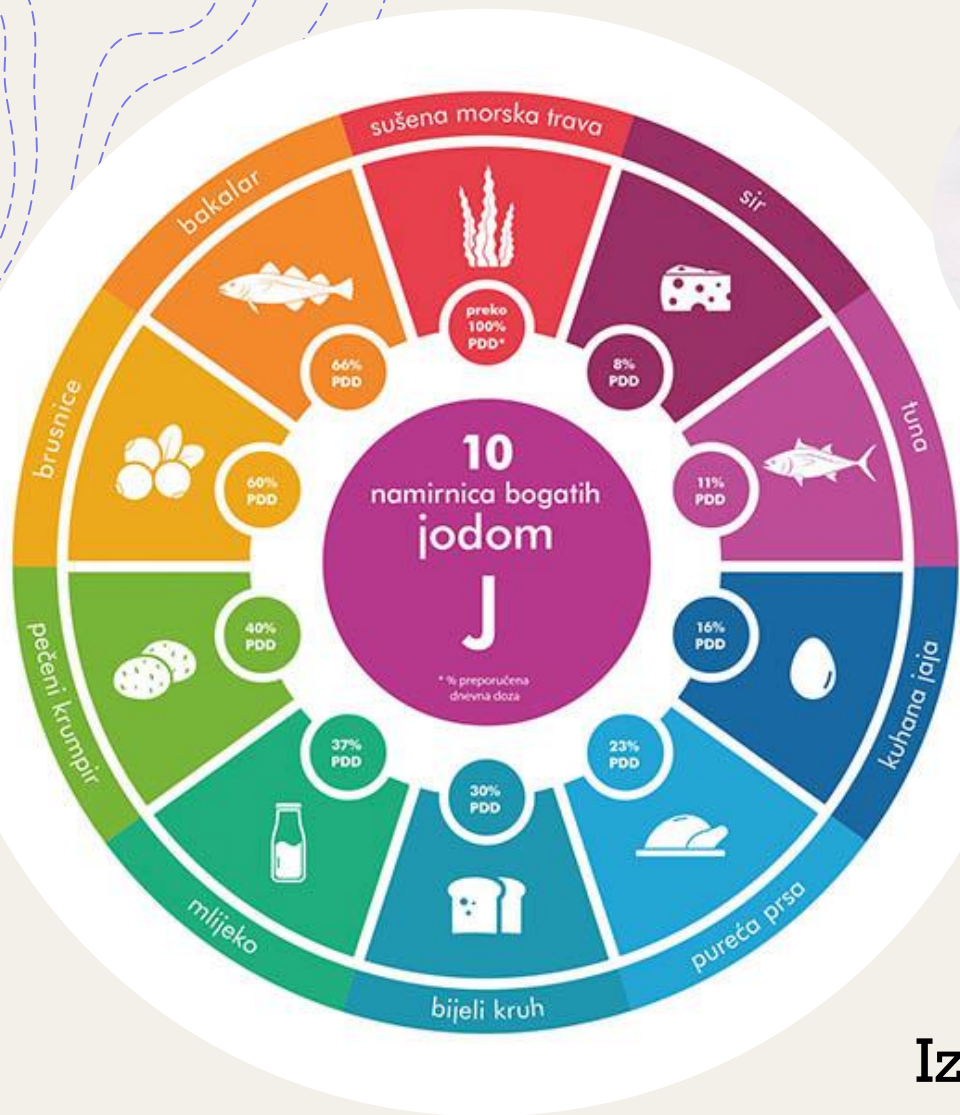 sušena morska trava
preko
100%
PDD*
sir
8%
PDD
tuna
11%
PDD
kuhana jaja
16%
PDD
pureća prsa
23%
PDD
bijeli kruh
30%
PDD
mlijeko
37%
PDD
pečeni krumpir
40%
PDD
brusnice
60%
PDD
bakalar
66%
PDD
10
namirnica bogatih
jodom
J
* % preporučena
dnevna doza
Iz